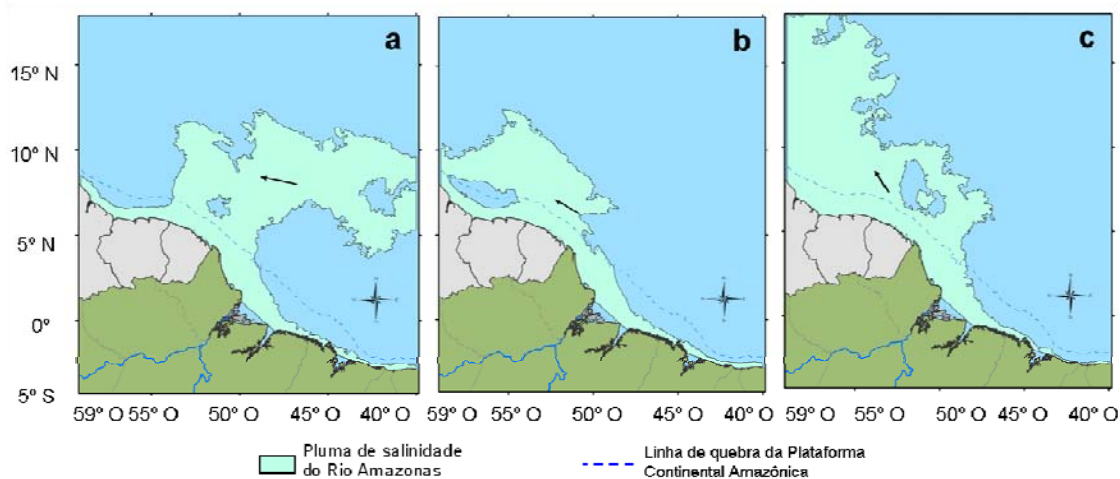 a
b
c
15º N
10º N
5º N
0º
5º S
59º O 55º O 50º O 45º O 40º O
59º O 55º O 50º O 45º O 40º O
59º O 55º O 50º O 45º O 40º O
Pluma de salinidade
do Rio Amazonas
Linha de quebra da Plataforma
Continental Amazônica